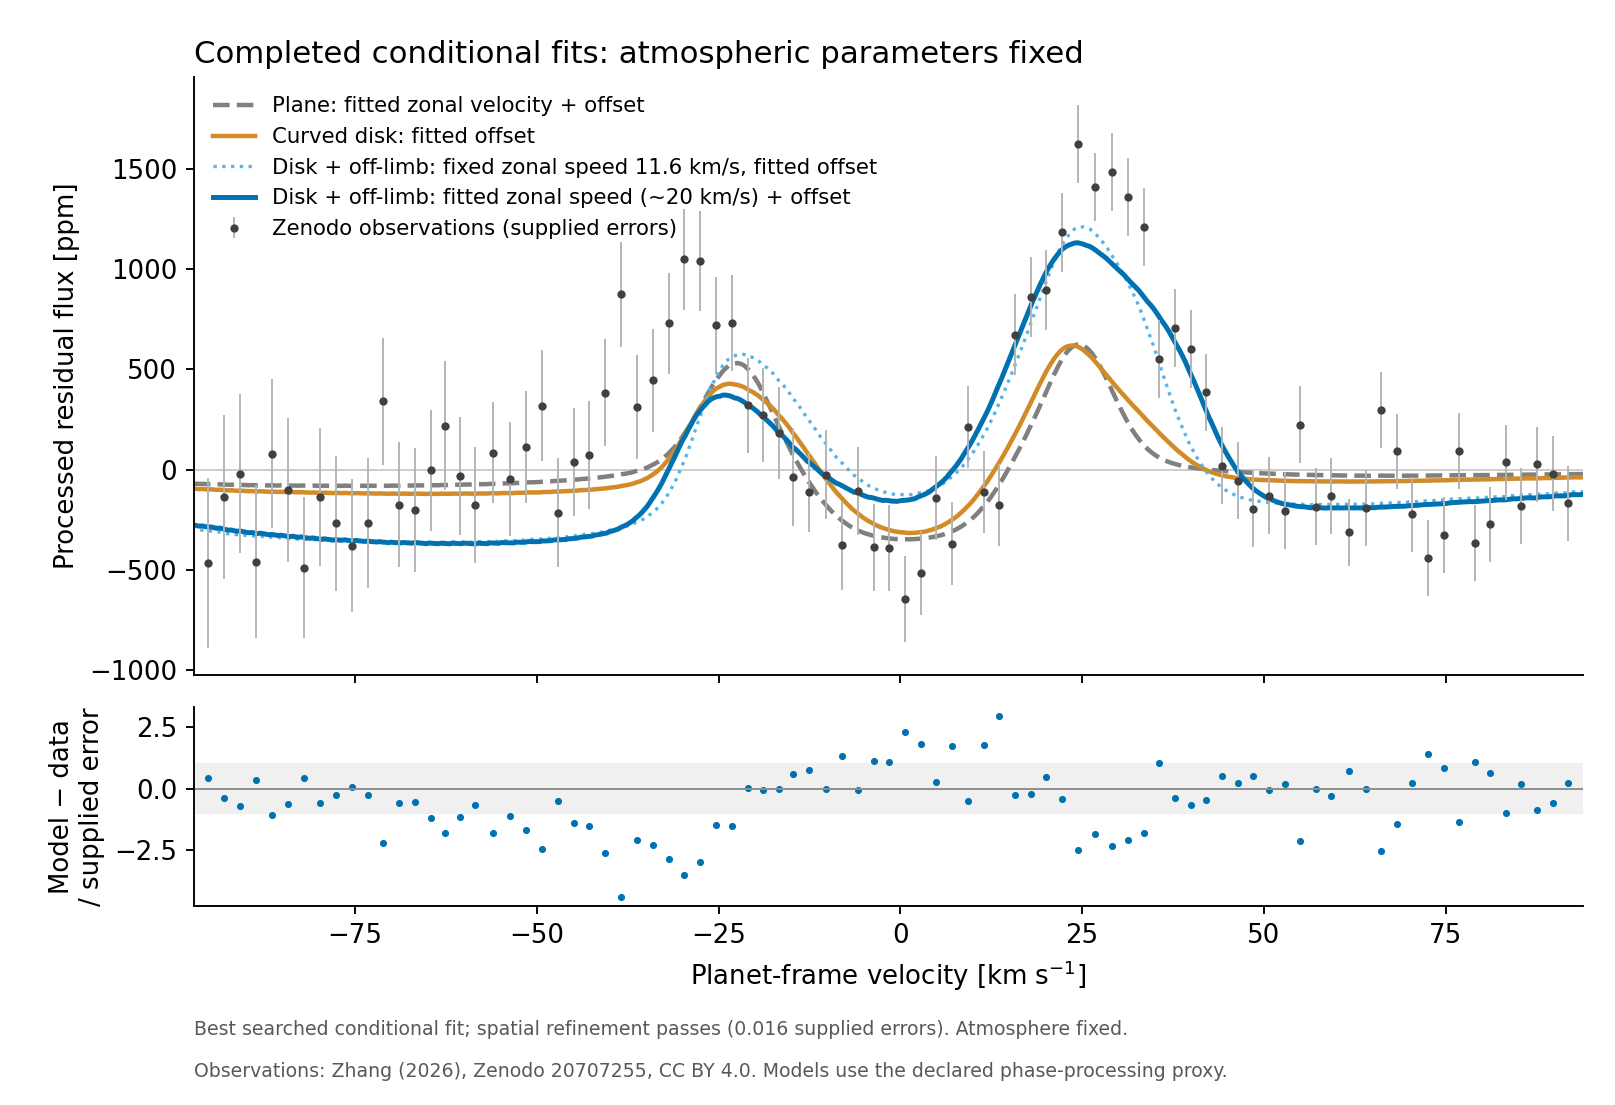 Completed conditional fits: atmospheric parameters fixed
Plane: fitted zonal velocity + offset
Curved disk: fitted offset
Disk + off-limb: fixed zonal speed 11.6 km/s, fitted offset
Disk + off-limb: fitted zonal speed (~20 km/s) + offset
Zenodo observations (supplied errors)
Processed residual flux [ppm]
1500
1000
500
0
−500
−1000
Model − data
/ supplied error
2.5
0.0
−2.5
−75 −50 −25 0 25 50 75
Planet-frame velocity [km s⁻¹]
Best searched conditional fit; spatial refinement passes (0.016 supplied errors). Atmosphere fixed.
Observations: Zhang (2026), Zenodo 20707255, CC BY 4.0. Models use the declared phase-processing proxy.